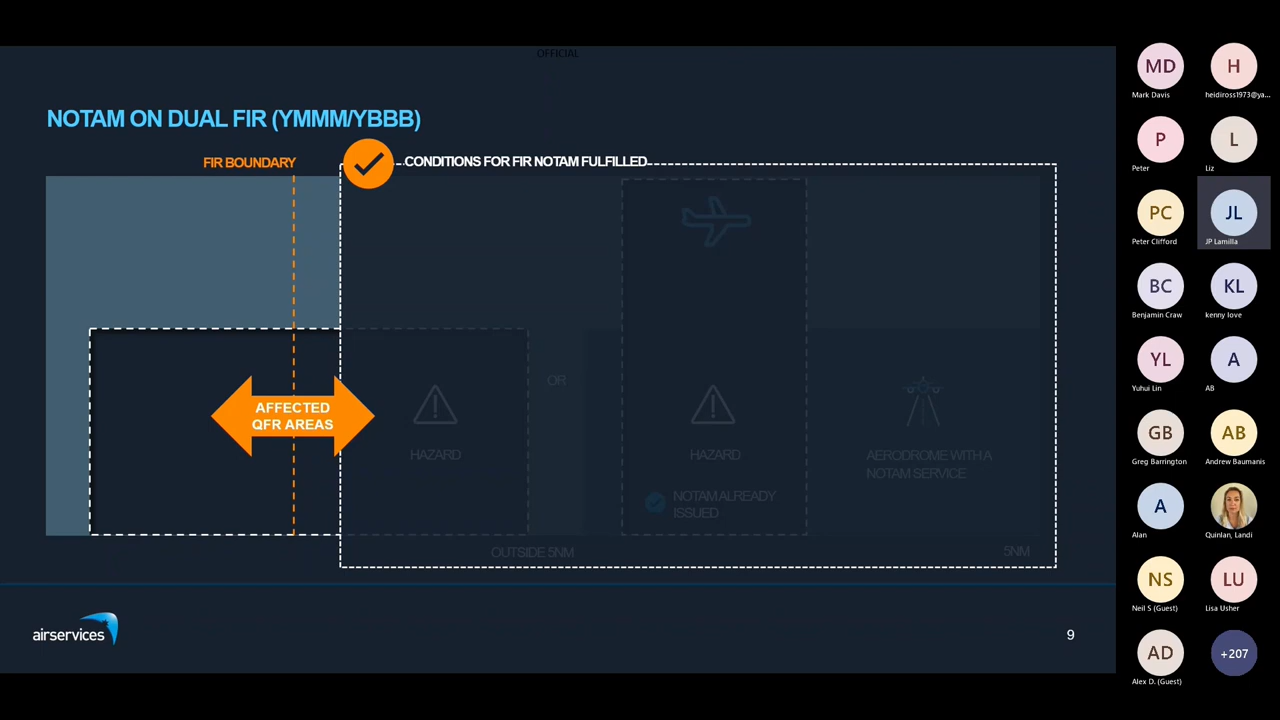 OFFICIAL
NOTAM ON DUAL FIR (YMMM/YBBB)
FIR BOUNDARY
CONDITIONS FOR FIR NOTAM FULFILLED
AFFECTED
QFR AREAS
HAZARD
OR
HAZARD
NOTAM ALREADY
ISSUED
AERODROME WITH A
NOTAM SERVICE
OUTSIDE 5NM
5NM
airservices
9
MD
Mark Davis
H
heidiross1973@ya...
P
Peter
L
Liz
PC
Peter Clifford
JL
JP Lamilla
BC
Benjamin Craw
KL
kenny love
YL
Yuhui Lin
A
AB
GB
Greg Barrington
AB
Andrew Baumanis
A
Alan
Quinlan, Landi
NS
Neil S (Guest)
LU
Lisa Usher
AD
Alex D. (Guest)
+207